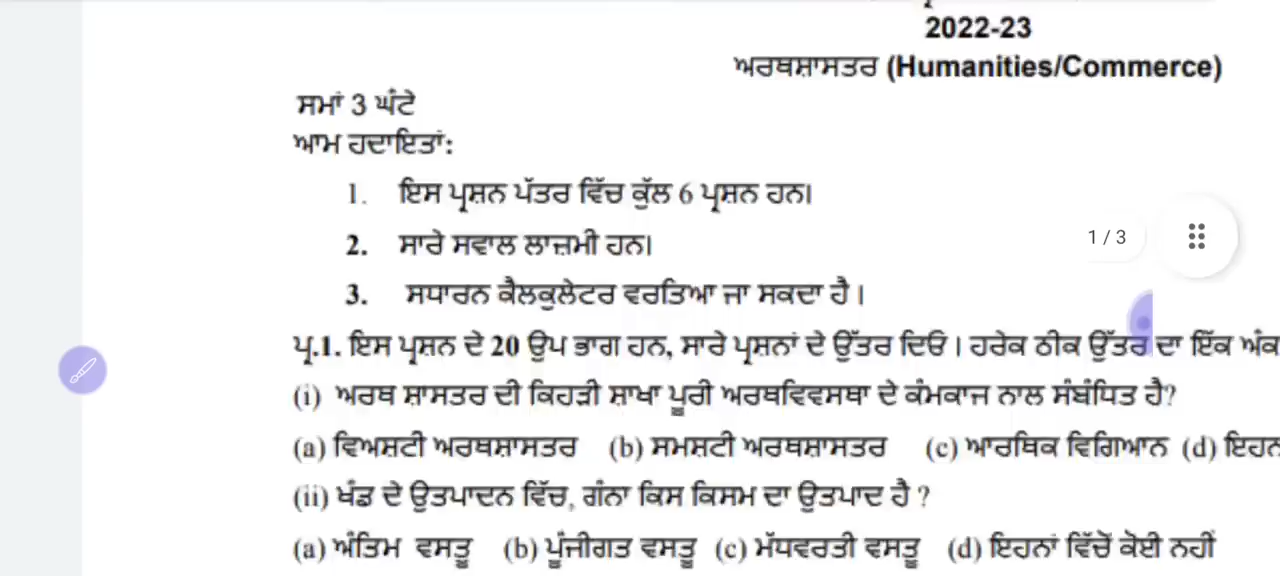 2022-23
ਅਰਥਸ਼ਾਸਤਰ (Humanities/Commerce)
ਸਮਾਂ 3 ਘੰਟੇ
ਆਮ ਹਦਾਇਤਾਂ:
1. ਇਸ ਪ੍ਰਸ਼ਨ ਪੱਤਰ ਵਿੱਚ ਕੁੱਲ 6 ਪ੍ਰਸ਼ਨ ਹਨ।
2. ਸਾਰੇ ਸਵਾਲ ਲਾਜ਼ਮੀ ਹਨ।
1 / 3
3. ਸਧਾਰਨ ਕੈਲਕੁਲੇਟਰ ਵਰਤਿਆ ਜਾ ਸਕਦਾ ਹੈ।
ਪ੍ਰ.1. ਇਸ ਪ੍ਰਸ਼ਨ ਦੇ 20 ਉਪ ਭਾਗ ਹਨ, ਸਾਰੇ ਪ੍ਰਸ਼ਨਾਂ ਦੇ ਉੱਤਰ ਦਿਓ। ਹਰੇਕ ਠੀਕ ਉੱਤਰ ਦਾ ਇੱਕ ਅੰਕ
(i) ਅਰਥ ਸ਼ਾਸਤਰ ਦੀ ਕਿਹੜੀ ਸ਼ਾਖਾ ਪੂਰੀ ਅਰਥਵਿਵਸਥਾ ਦੇ ਕੰਮਕਾਜ ਨਾਲ ਸੰਬੰਧਿਤ ਹੈ?
(a) ਵਿਅਸ਼ਟੀ ਅਰਥਸ਼ਾਸਤਰ (b) ਸਮਸ਼ਟੀ ਅਰਥਸ਼ਾਸਤਰ (c) ਆਰਥਿਕ ਵਿਗਿਆਨ (d)
(ii) ਖੰਡ ਦੇ ਉਤਪਾਦਨ ਵਿੱਚ, ਗੰਨਾ ਕਿਸ ਕਿਸਮ ਦਾ ਉਤਪਾਦ ਹੈ ?
(a) ਅੰਤਿਮ ਵਸਤੂ (b) ਪੂੰਜੀਗਤ ਵਸਤੂ (c) ਮੱਧਵਰਤੀ ਵਸਤੂ (d) ਇਹਨਾਂ ਵਿੱਚੋਂ ਕੋਈ ਨਹੀਂ